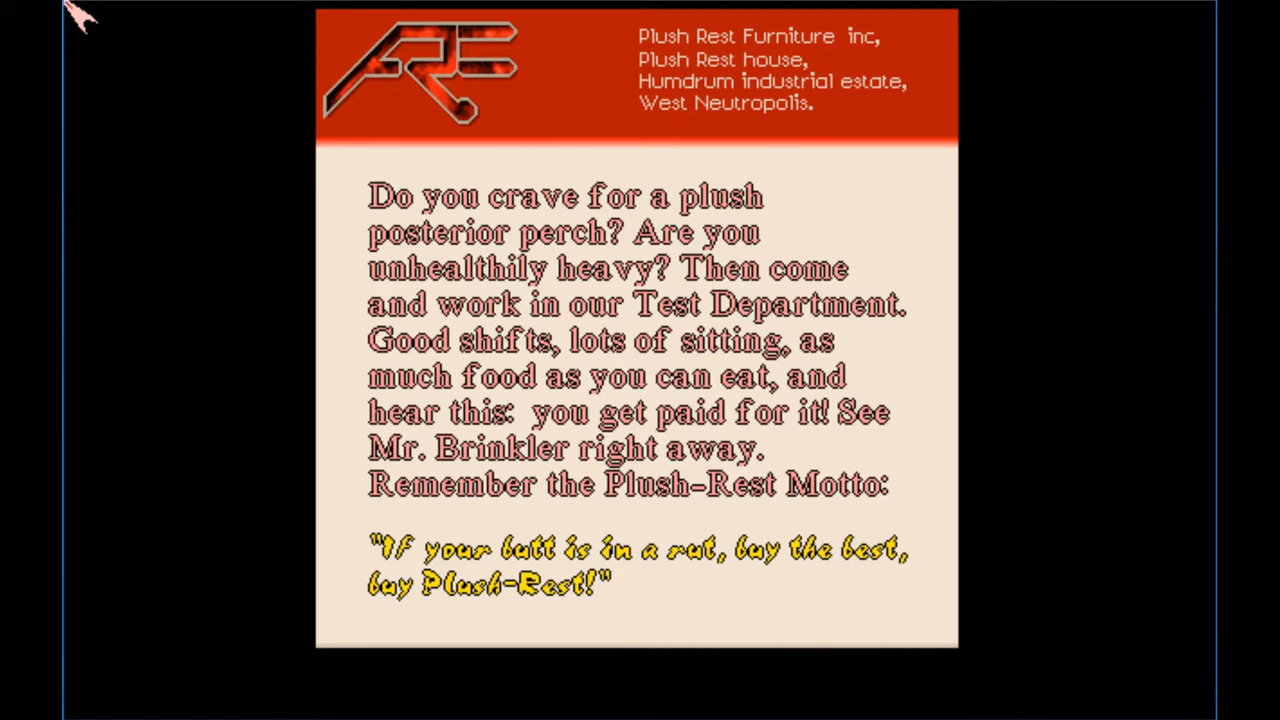 Plush Rest Furniture inc,
Plush Rest house,
Humdrum industrial estate,
West Neutropolis.
Do you crave for a plush
posterior perch? Are you
unhealthily heavy? Then come
and work in our Test Department.
Good shifts, lots of sitting, as
much food as you can eat, and
hear this: you get paid for it! See
Mr. Brinkler right away.
Remember the Plush-Rest Motto:
"If your butt is in a rut, buy the best,
buy Plush-Rest!"